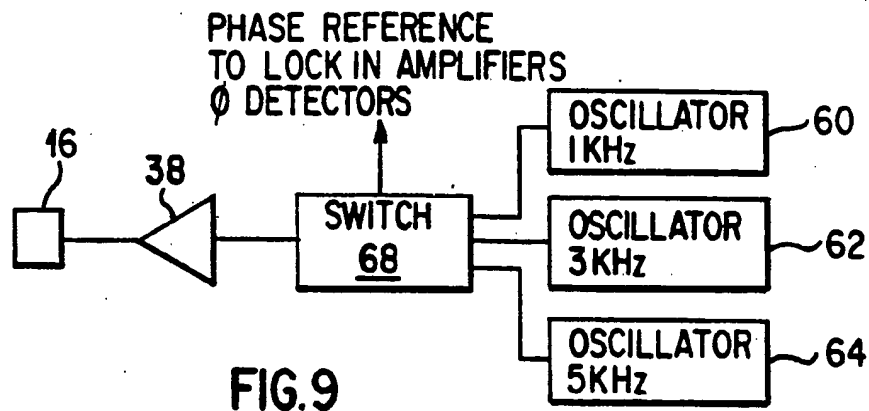 PHASE REFERENCE
TO LOCK IN AMPLIFIERS
φ DETECTORS
16
38
SWITCH
68
OSCILLATOR
1KHz
60
OSCILLATOR
3KHz
62
OSCILLATOR
5KHz
64
FIG.9